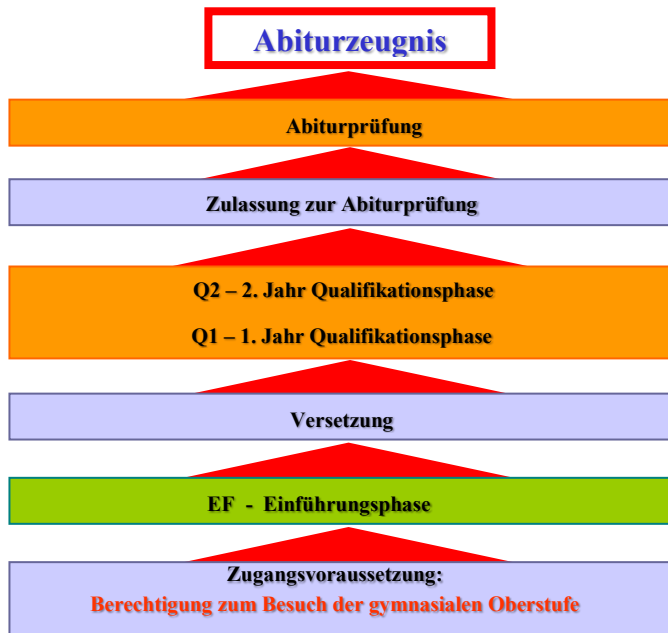 Abiturzeugnis
Abiturprüfung
Zulassung zur Abiturprüfung
Q2 – 2. Jahr Qualifikationsphase
Q1 – 1. Jahr Qualifikationsphase
Versetzung
EF - Einführungsphase
Zugangsvoraussetzung:
Berechtigung zum Besuch der gymnasialen Oberstufe